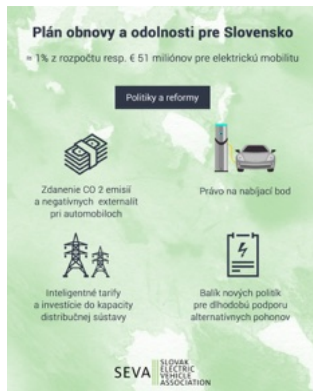 Plán obnovy a odolnosti pre Slovensko
= 1% z rozpočtu resp. € 51 miliónov pre elektrickú mobilitu
Politiky a reformy
Zdanenie CO 2 emisií
a negatívnych externalít
pri automobiloch
Právo na nabíjací bod
Inteligentné tarify
a investície do kapacity
distribučnej sústavy
Balík nových politík
pre dlhodobú podporu
alternatívnych pohonov
SEVA
SLOVAK
ELECTRIC
VEHICLE
ASSOCIATION